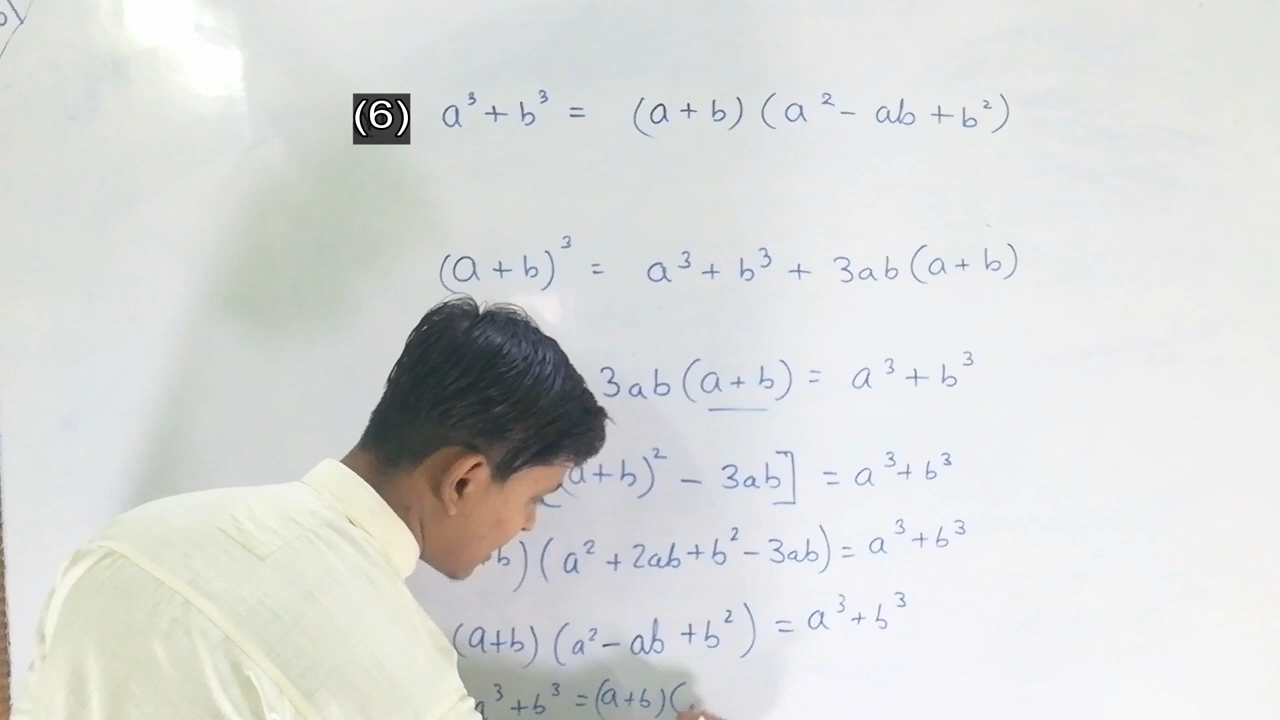 (6) a³ + b³ = (a + b) (a² - ab + b²)
(a + b)³ = a³ + b³ + 3ab (a + b)
3ab (a + b) = a³ + b³
(a + b)² - 3ab] = a³ + b³
b) (a² + 2ab + b² - 3ab) = a³ + b³
(a+b) (a² - ab + b²) = a³ + b³
a³ + b³ = (a+b) (